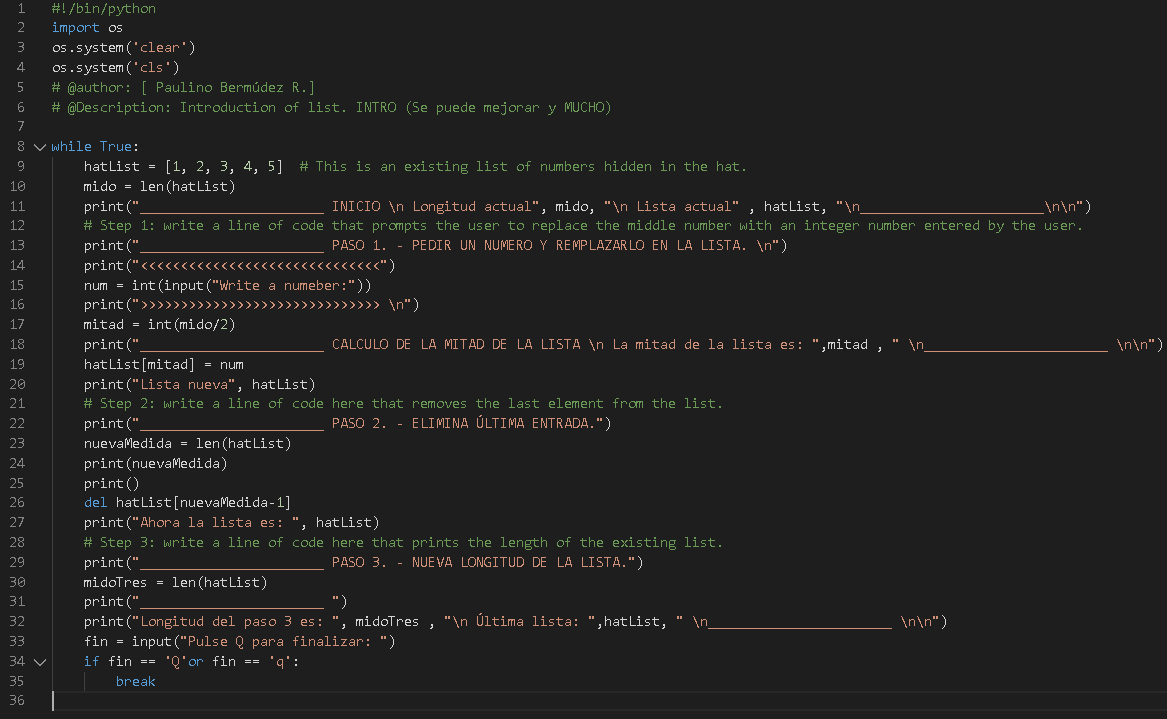 1 #!/bin/python
2 import os
3 os.system('clear')
4 os.system('cls')
5 # @author: [ Paulino Bermúdez R.]
6 # @Description: Introduction of list. INTRO (Se puede mejorar y MUCHO)
7
8 while True:
9     hatList = [1, 2, 3, 4, 5]  # This is an existing list of numbers hidden in the hat.
10     mido = len(hatList)
11     print("_______________________ INICIO \n Longitud actual", mido, "\n Lista actual" , hatList, "\n_______________________\n\n")
12     # Step 1: write a line of code that prompts the user to replace the middle number with an integer number entered by the user.
13     print("_______________________ PASO 1. - PEDIR UN NUMERO Y REMPLAZARLO EN LA LISTA. \n")
14     print("<<<<<<<<<<<<<<<<<<<<<<<<<<<<<<")
15     num = int(input("Write a numeber:"))
16     print(">>>>>>>>>>>>>>>>>>>>>>>>>>>>>> \n")
17     mitad = int(mido/2)
18     print("_______________________ CALCULO DE LA MITAD DE LA LISTA \n La mitad de la lista es: ",mitad , " \n_______________________ \n\n")
19     hatList[mitad] = num
20     print("Lista nueva", hatList)
21     # Step 2: write a line of code here that removes the last element from the list.
22     print("_______________________ PASO 2. - ELIMINA ÚLTIMA ENTRADA.")
23     nuevaMedida = len(hatList)
24     print(nuevaMedida)
25     print()
26     del hatList[nuevaMedida-1]
27     print("Ahora la lista es: ", hatList)
28     # Step 3: write a line of code here that prints the length of the existing list.
29     print("_______________________ PASO 3. - NUEVA LONGITUD DE LA LISTA.")
30     midoTres = len(hatList)
31     print("_______________________ ")
32     print("Longitud del paso 3 es: ", midoTres , "\n Última lista: ",hatList, " \n_______________________ \n\n")
33     fin = input("Pulse Q para finalizar: ")
34     if fin == 'Q'or fin == 'q':
35         break
36